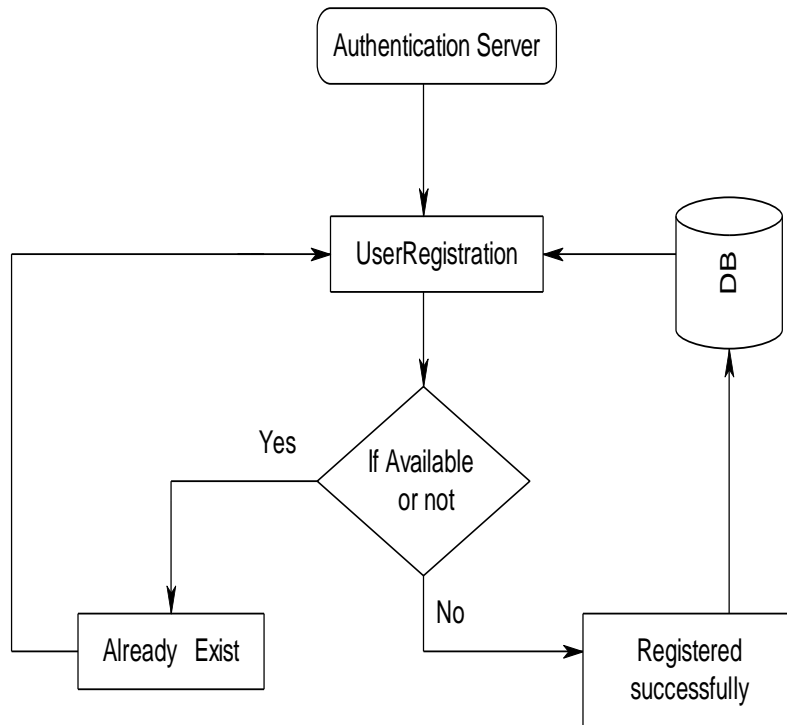 Authentication Server
UserRegistration
DB
Yes
If Available
or not
No
Already Exist
Registered
successfully